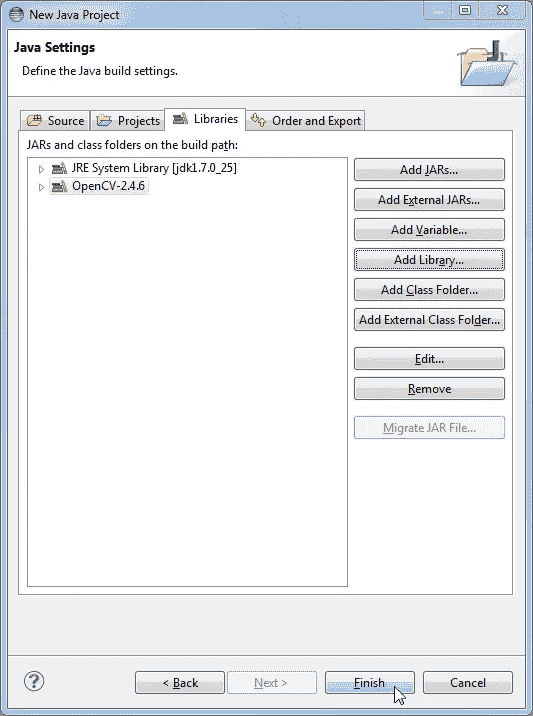 New Java Project
Java Settings
Define the Java build settings.
Source Projects Libraries Order and Export
JARs and class folders on the build path:
JRE System Library [jdk1.7.0_25]
OpenCV-2.4.6
Add JARs...
Add External JARs...
Add Variable...
Add Library...
Add Class Folder...
Add External Class Folder...
Edit...
Remove
Migrate JAR File...
? < Back Next > Finish Cancel